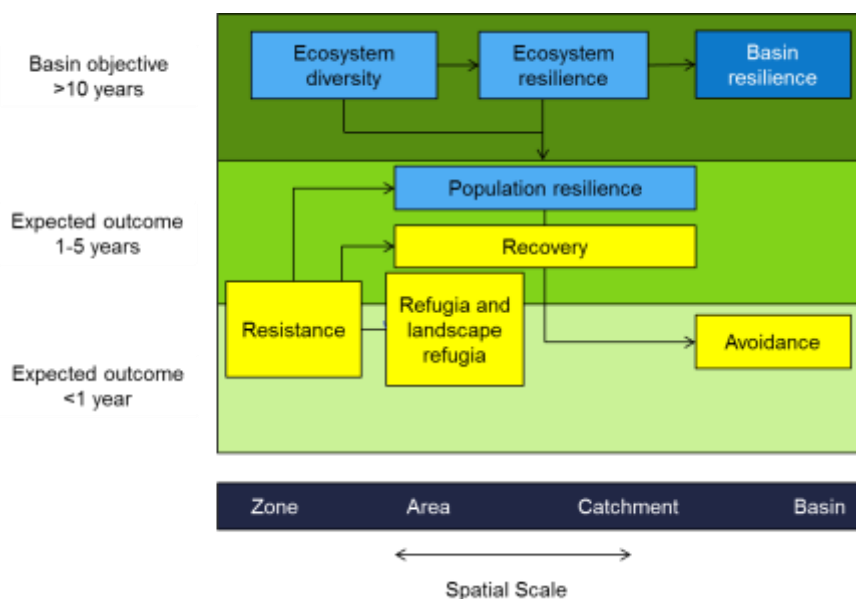 Basin objective
>10 years
Ecosystem
diversity
Ecosystem
resilience
Basin
resilience
Expected outcome
1-5 years
Population resilience
Recovery
Resistance
Refugia and
landscape
refugia
Avoidance
Expected outcome
<1 year
Zone
Area
Catchment
Basin
Spatial Scale